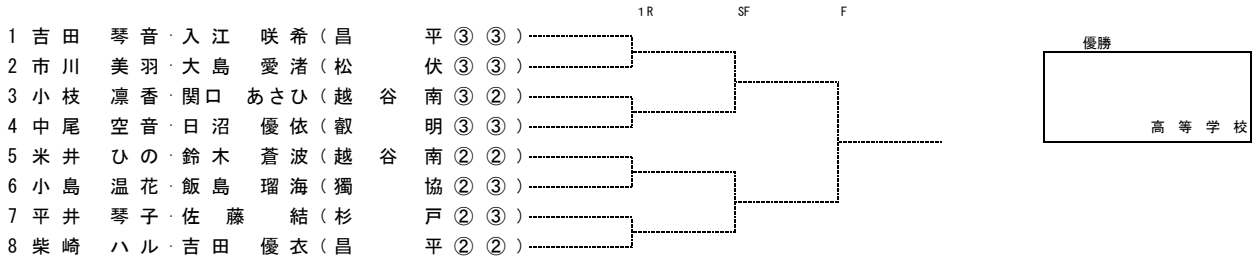 1R SF F
1 吉田 琴音・入江 咲希(昌 平 ③ ③)
優勝
2 市川 美羽・大島 愛渚(松 伏 ③ ③)
3 小枝 凛香・関口 あさひ(越 谷 南 ③ ②)
4 中尾 空音・日沼 優依(叡 明 ③ ③)
高等学校
5 米井 ひの・鈴木 蒼波(越 谷 南 ② ②)
6 小島 温花・飯島 瑠海(獨 協 ② ③)
7 平井 琴子・佐藤 結(杉 戸 ② ③)
8 柴崎 ハル・吉田 優衣(昌 平 ② ②)